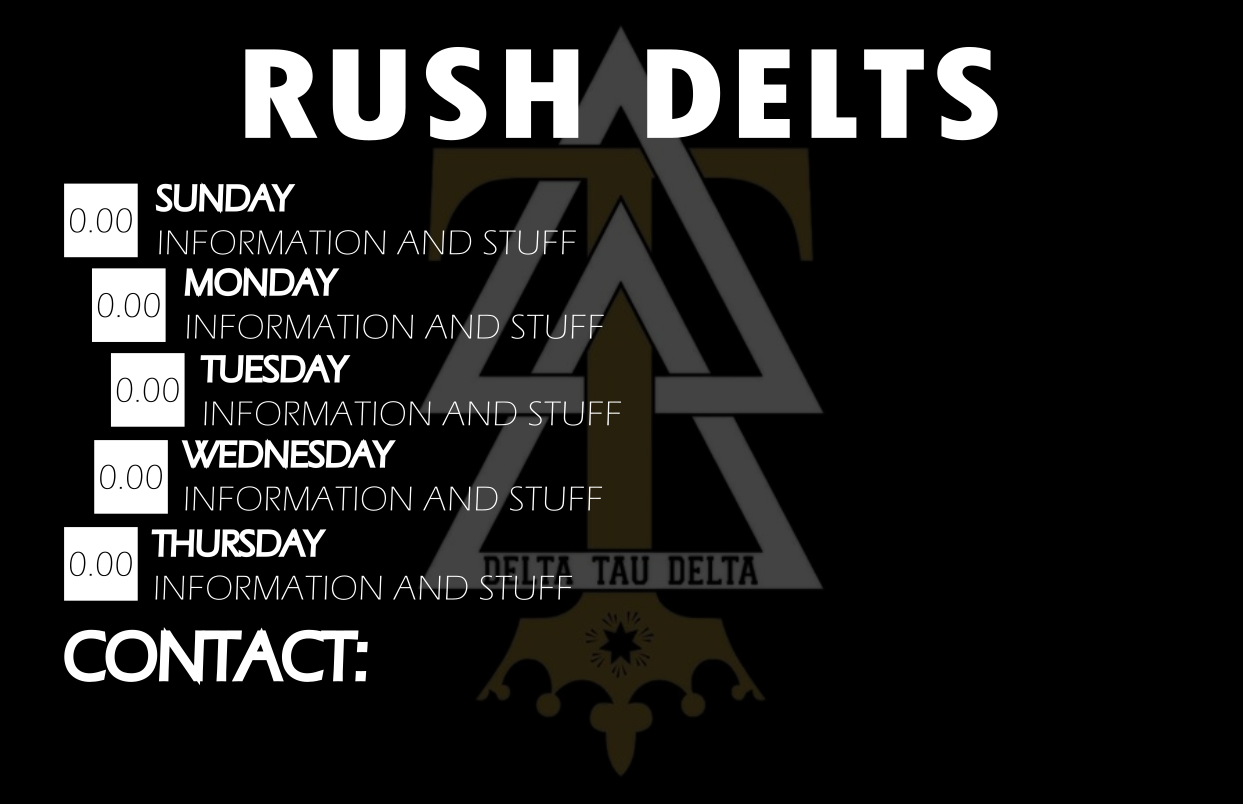 RUSH DELTS
0.00
SUNDAY
INFORMATION AND STUFF
0.00
MONDAY
INFORMATION AND STUFF
0.00
TUESDAY
INFORMATION AND STUFF
0.00
WEDNESDAY
INFORMATION AND STUFF
0.00
THURSDAY
INFORMATION AND STUFF
DELTA TAU DELTA
CONTACT: